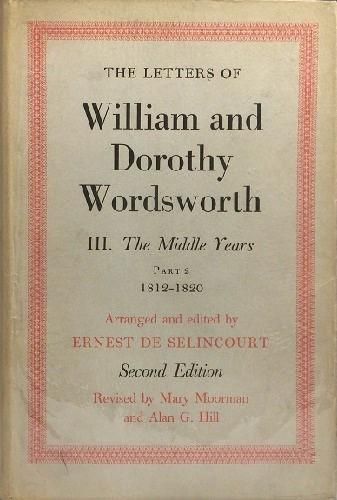 THE LETTERS OF
William and
Dorothy
Wordsworth
III. The Middle Years
PART 2
1812-1820
Arranged and edited by
ERNEST DE SELINCOURT
Second Edition
Revised by Mary Moorman
and Alan G. Hill